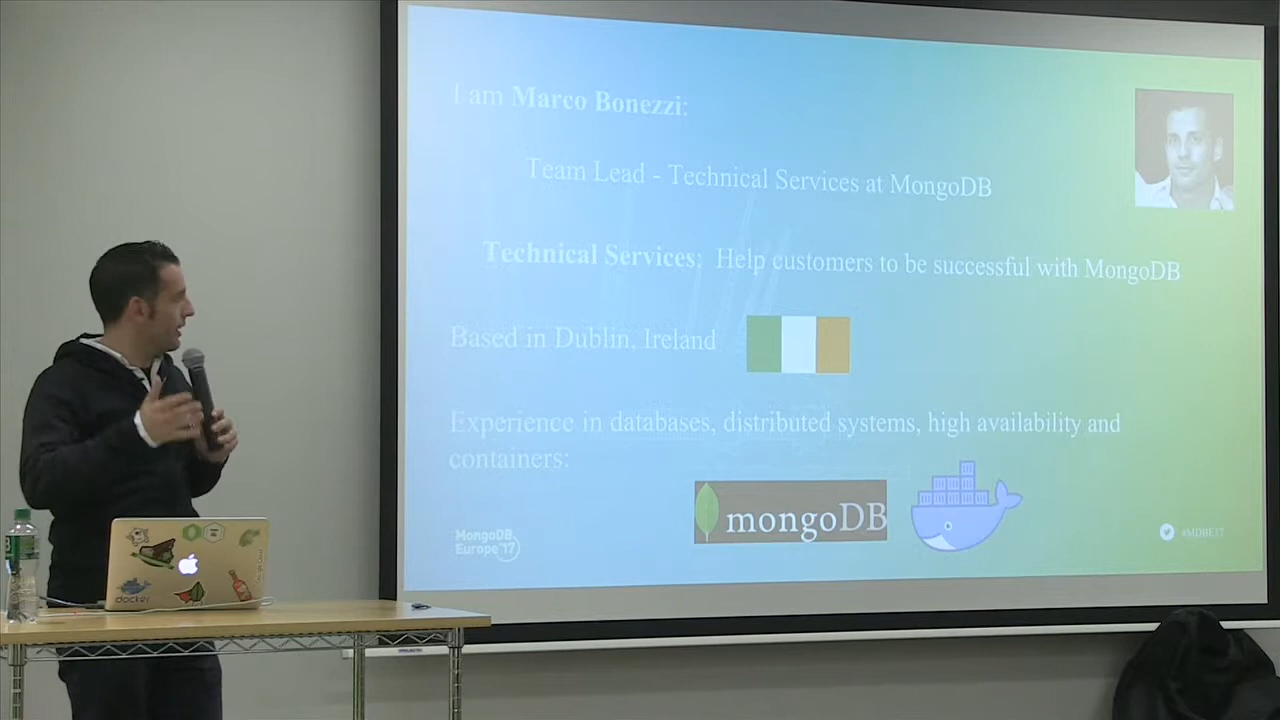 I am Marco Bonezzi:
Team Lead - Technical Services at MongoDB
Technical Services: Help customers to be successful with MongoDB
Based in Dublin, Ireland
Experience in databases, distributed systems, high availability and
containers:
mongoDB
MongoDB
Europe'17
#MDBE17
docker